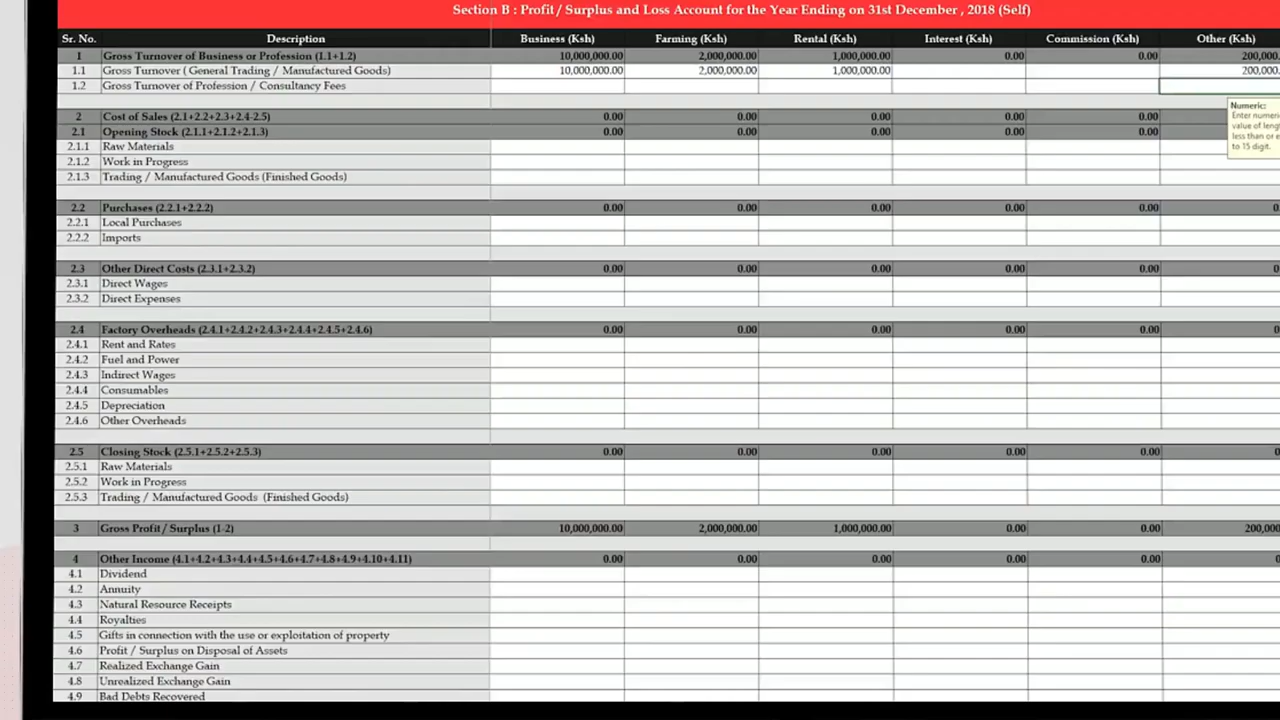 Section B : Profit / Surplus and Loss Account for the Year Ending on 31st December , 2018 (Self)
Sr. No. Description Business (Ksh) Farming (Ksh) Rental (Ksh) Interest (Ksh) Commission (Ksh) Other (Ksh)
1 Gross Turnover of Business or Profession (1.1+1.2) 10,000,000.00 2,000,000.00 1,000,000.00 0.00 0.00 200,000.
1.1 Gross Turnover ( General Trading / Manufactured Goods) 10,000,000.00 2,000,000.00 1,000,000.00 200,000.
1.2 Gross Turnover of Profession / Consultancy Fees
Numeric:
Enter numeri
value of leng
less than or e
to 15 digit.
2 Cost of Sales (2.1+2.2+2.3+2.4-2.5) 0.00 0.00 0.00 0.00 0.00
2.1 Opening Stock (2.1.1+2.1.2+2.1.3) 0.00 0.00 0.00 0.00 0.00
2.1.1 Raw Materials
2.1.2 Work in Progress
2.1.3 Trading / Manufactured Goods (Finished Goods)
2.2 Purchases (2.2.1+2.2.2) 0.00 0.00 0.00 0.00 0.00 0.
2.2.1 Local Purchases
2.2.2 Imports
2.3 Other Direct Costs (2.3.1+2.3.2) 0.00 0.00 0.00 0.00 0.00 0.
2.3.1 Direct Wages
2.3.2 Direct Expenses
2.4 Factory Overheads (2.4.1+2.4.2+2.4.3+2.4.4+2.4.5+2.4.6) 0.00 0.00 0.00 0.00 0.00 0.
2.4.1 Rent and Rates
2.4.2 Fuel and Power
2.4.3 Indirect Wages
2.4.4 Consumables
2.4.5 Depreciation
2.4.6 Other Overheads
2.5 Closing Stock (2.5.1+2.5.2+2.5.3) 0.00 0.00 0.00 0.00 0.00 0.
2.5.1 Raw Materials
2.5.2 Work in Progress
2.5.3 Trading / Manufactured Goods (Finished Goods)
3 Gross Profit / Surplus (1-2) 10,000,000.00 2,000,000.00 1,000,000.00 0.00 0.00 200,000.
4 Other Income (4.1+4.2+4.3+4.4+4.5+4.6+4.7+4.8+4.9+4.10+4.11) 0.00 0.00 0.00 0.00 0.00 0.
4.1 Dividend
4.2 Annuity
4.3 Natural Resource Receipts
4.4 Royalties
4.5 Gifts in connection with the use or exploitation of property
4.6 Profit / Surplus on Disposal of Assets
4.7 Realized Exchange Gain
4.8 Unrealized Exchange Gain
4.9 Bad Debts Recovered